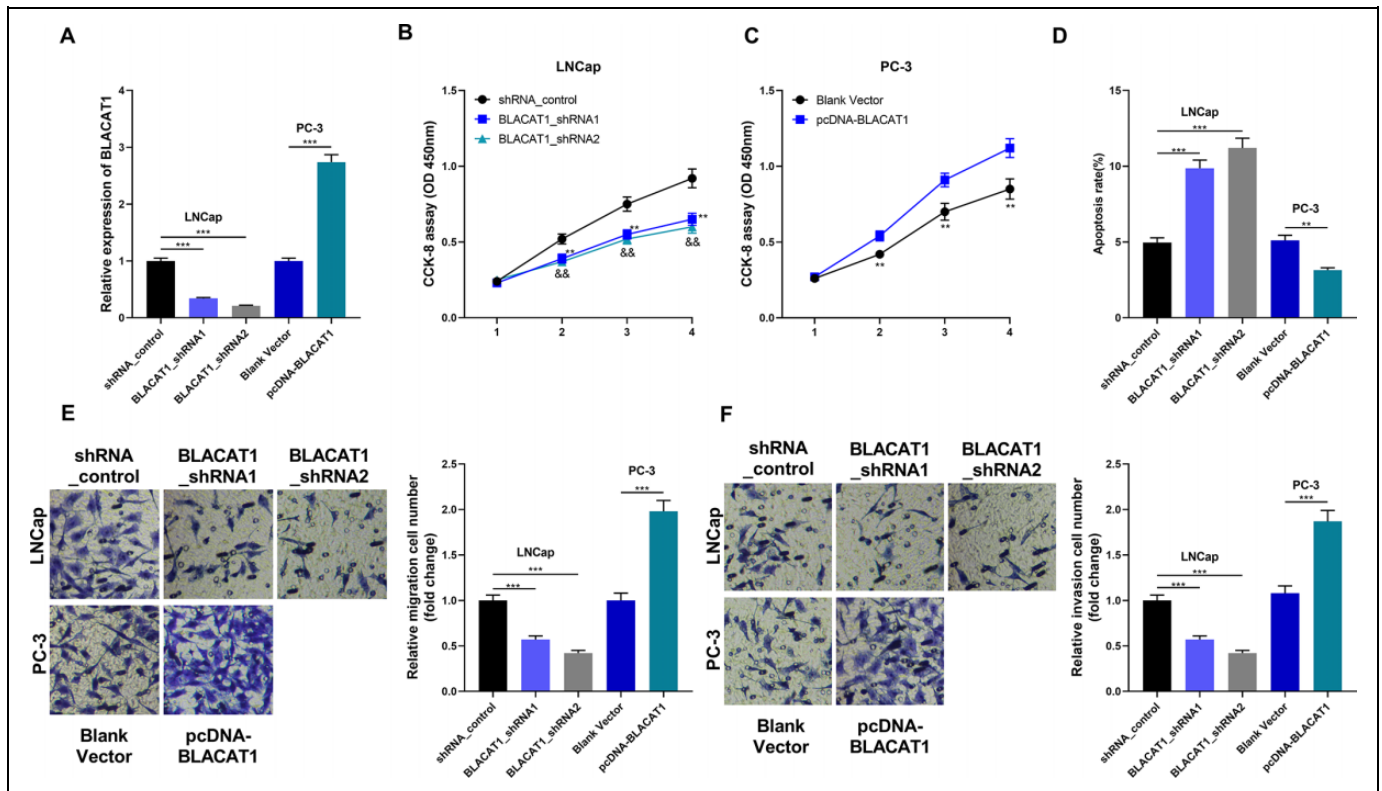 A
Relative expression of BLACAT1
4
3
2
1
0
LNCap
***
***
PC-3
***
shRNA_control
BLACAT1_shRNA1
BLACAT1_shRNA2
Blank Vector
pcDNA-BLACAT1
B
LNCap
CCK-8 assay (OD 450nm)
1.5
1.0
0.5
0.0
shRNA_control
BLACAT1_shRNA1
BLACAT1_shRNA2
**
**
**
&&
&&
&&
1 2 3 4
C
PC-3
CCK-8 assay (OD 450nm)
1.5
1.0
0.5
0.0
Blank Vector
pcDNA-BLACAT1
**
**
**
1 2 3 4
D
Apoptosis rate(%)
15
10
5
0
LNCap
***
***
PC-3
**
shRNA_control
BLACAT1_shRNA1
BLACAT1_shRNA2
Blank Vector
pcDNA-BLACAT1
E
shRNA
_control
BLACAT1
_shRNA1
BLACAT1
_shRNA2
LNCap
PC-3
Blank
Vector
pcDNA-
BLACAT1
Relative migration cell number
(fold change)
2.5
2.0
1.5
1.0
0.5
0.0
LNCap
***
***
PC-3
***
shRNA_control
BLACAT1_shRNA1
BLACAT1_shRNA2
Blank Vector
pcDNA-BLACAT1
F
shRNA
_control
BLACAT1
_shRNA1
BLACAT1
_shRNA2
LNCap
PC-3
Blank
Vector
pcDNA-
BLACAT1
Relative invasion cell number
(fold change)
2.5
2.0
1.5
1.0
0.5
0.0
LNCap
***
***
PC-3
***
shRNA_control
BLACAT1_shRNA1
BLACAT1_shRNA2
Blank Vector
pcDNA-BLACAT1